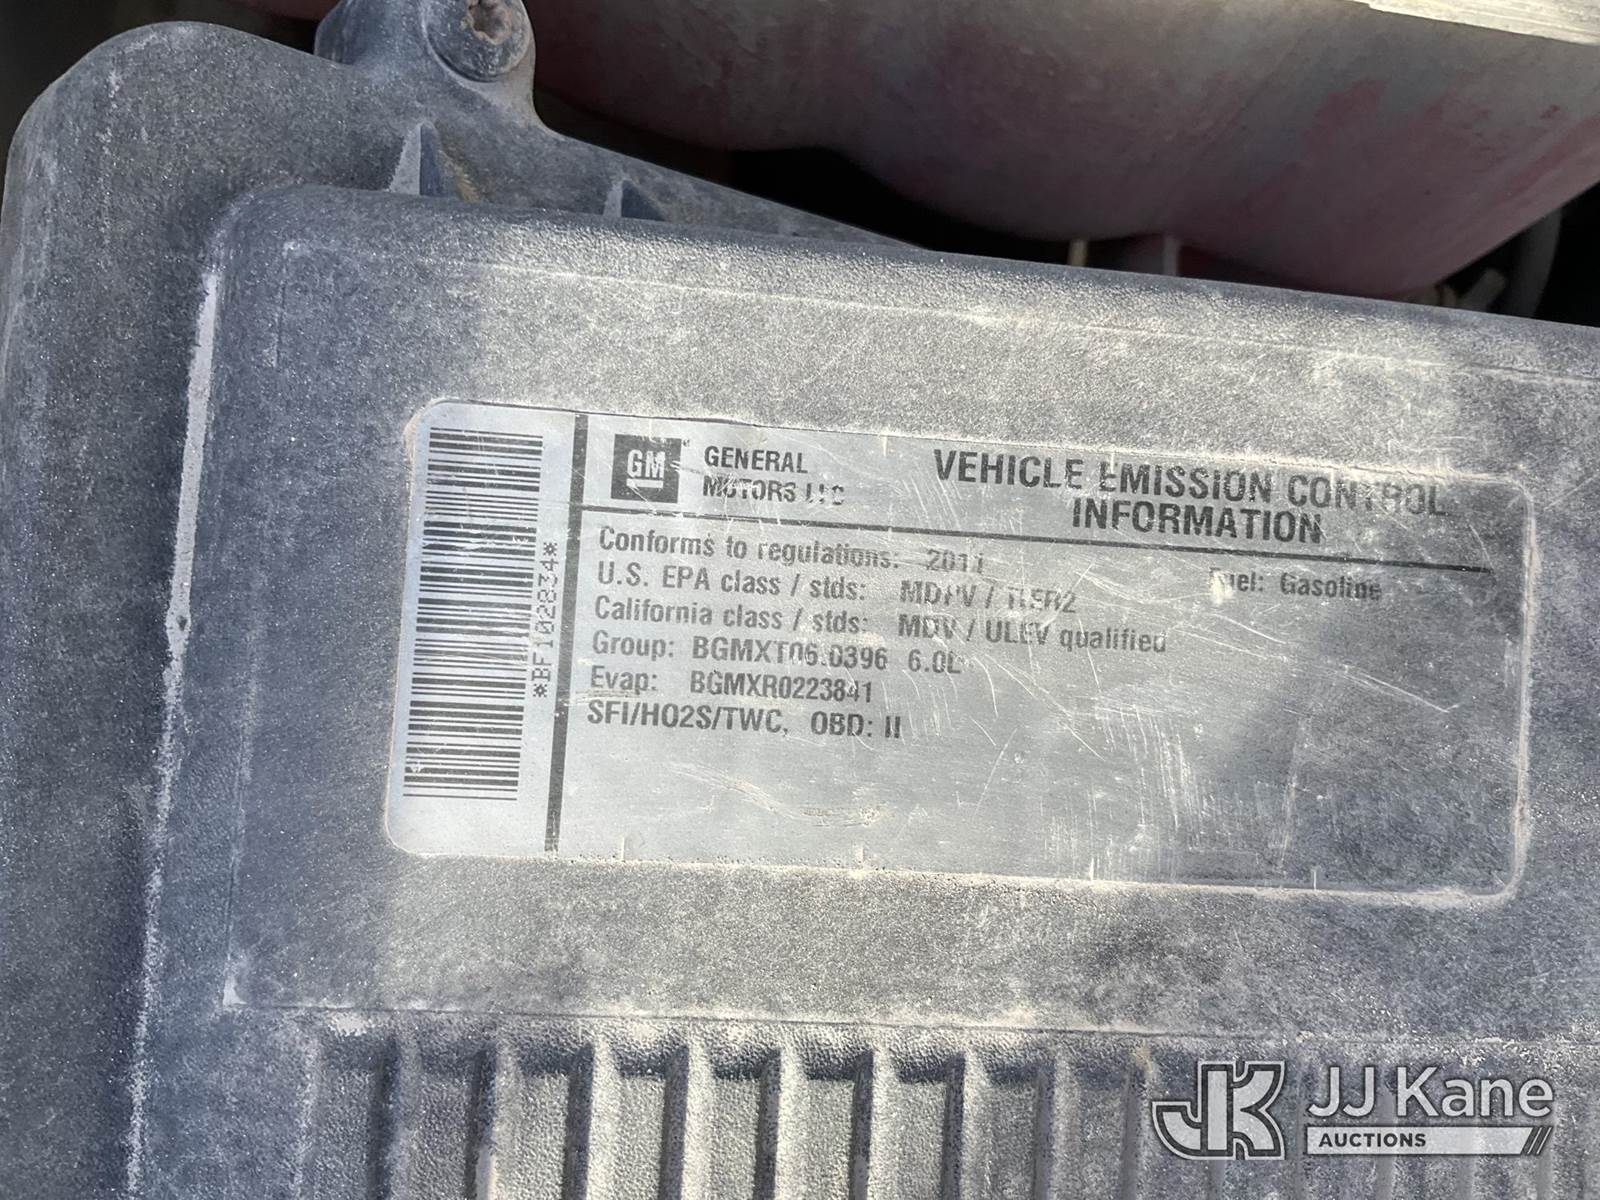 *BF102834*
GM GENERAL MOTORS LLC
VEHICLE EMISSION CONTROL
INFORMATION
Conforms to regulations: 2011
Fuel: Gasoline
U.S. EPA class / stds: MDPV / TIER2
California class / stds: MDV / ULEV qualified
Group: BGMXT06.0396 6.0L
Evap: BGMXR0223841
SFI/HO2S/TWC, OBD: II
JK JJ Kane
AUCTIONS